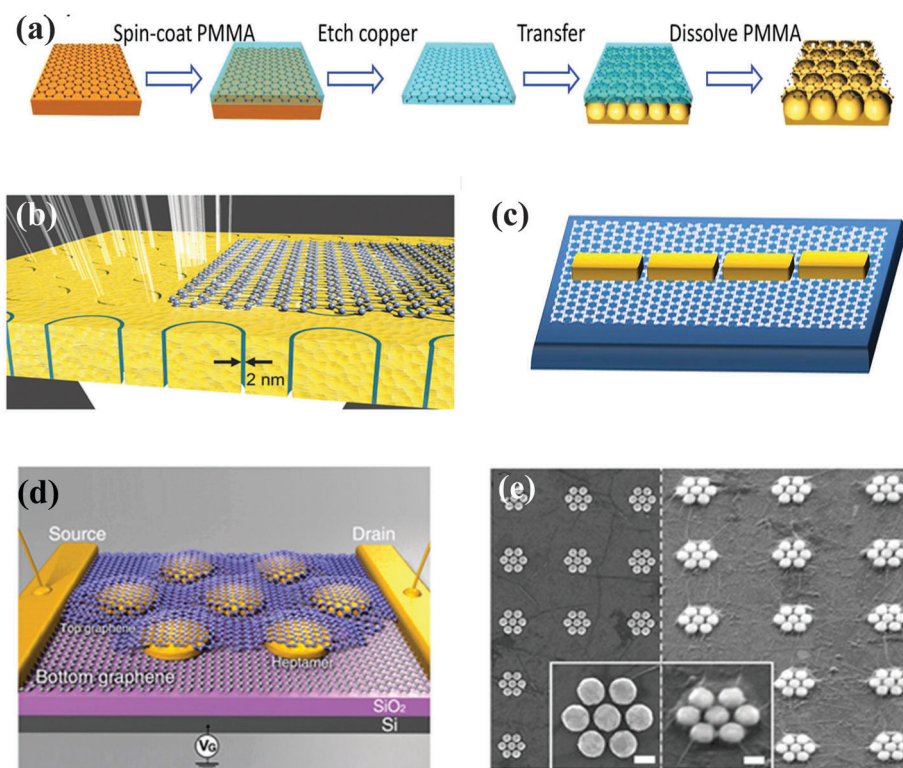 (a)
Spin-coat PMMA
Etch copper
Transfer
Dissolve PMMA
(b)
2 nm
(c)
(d)
Source
Drain
Top graphene
Heptamer
Bottom graphene
SiO₂
Si
VG
(e)